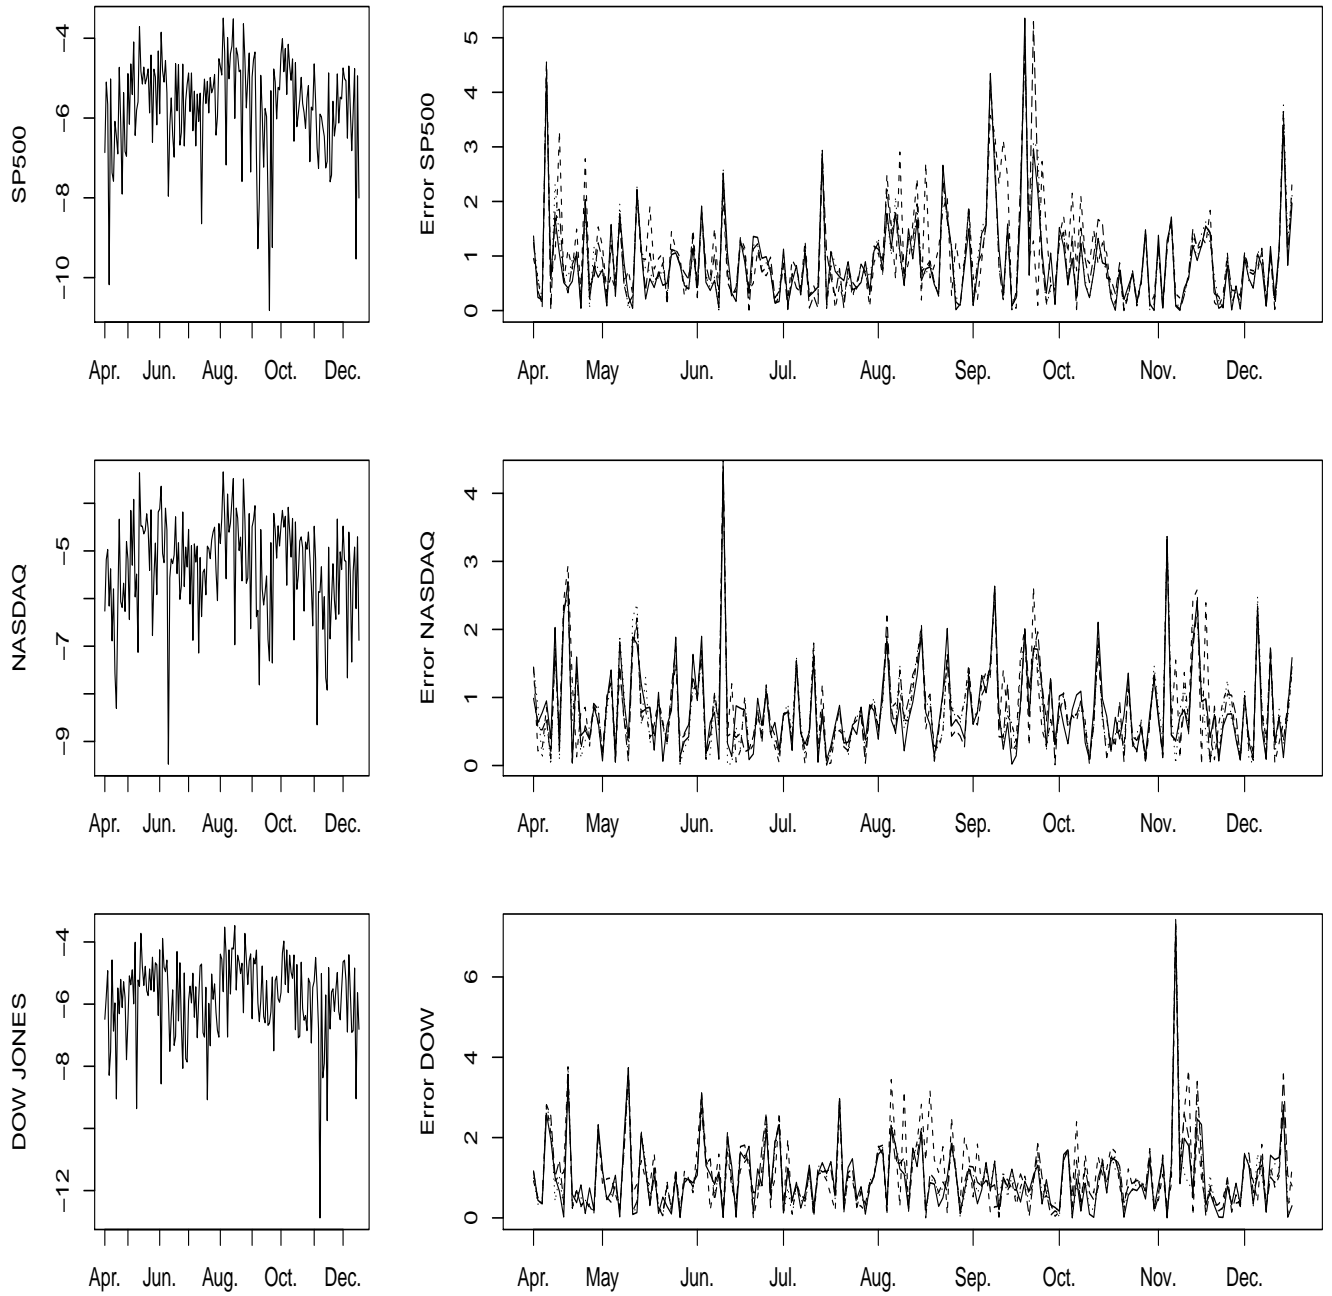 SP500
−4
−6
−8
−10
Apr. Jun. Aug. Oct. Dec.
Error SP500
5
4
3
2
1
0
Apr. May Jun. Jul. Aug. Sep. Oct. Nov. Dec.
NASDAQ
−5
−7
−9
Apr. Jun. Aug. Oct. Dec.
Error NASDAQ
4
3
2
1
0
Apr. May Jun. Jul. Aug. Sep. Oct. Nov. Dec.
DOW JONES
−4
−6
−8
−12
Apr. Jun. Aug. Oct. Dec.
Error DOW
6
4
2
0
Apr. May Jun. Jul. Aug. Sep. Oct. Nov. Dec.